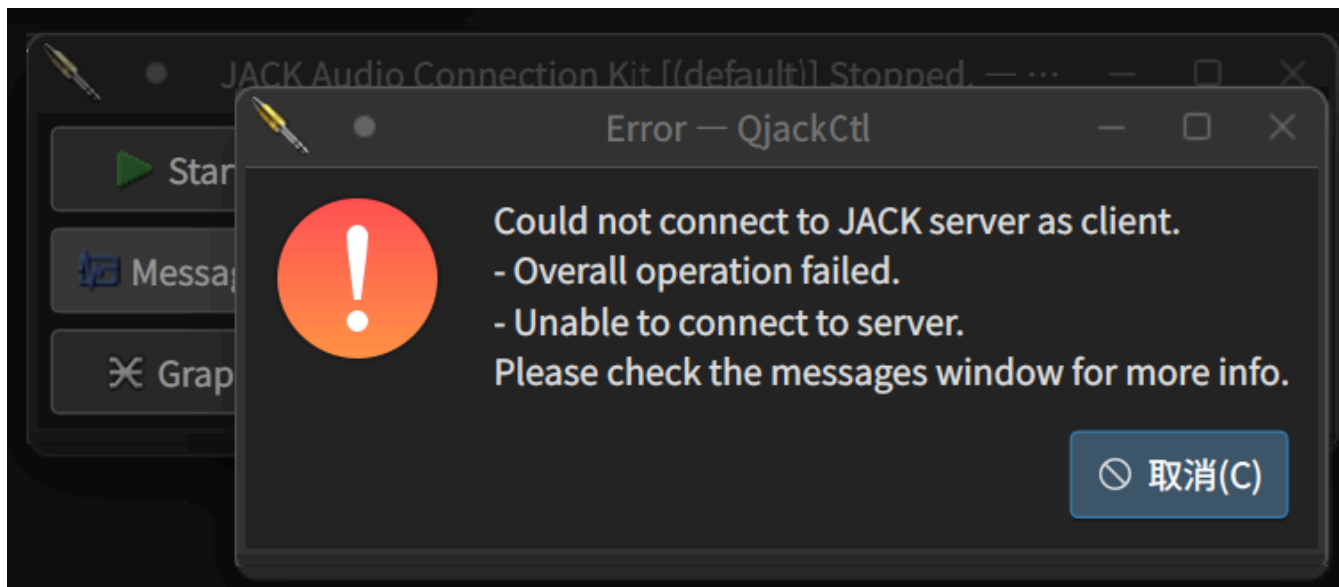 JACK Audio Connection Kit [(default)] Stopped. — ...
Error — QjackCtl
Star
Messa
Grap
Could not connect to JACK server as client.
- Overall operation failed.
- Unable to connect to server.
Please check the messages window for more info.
取消(C)